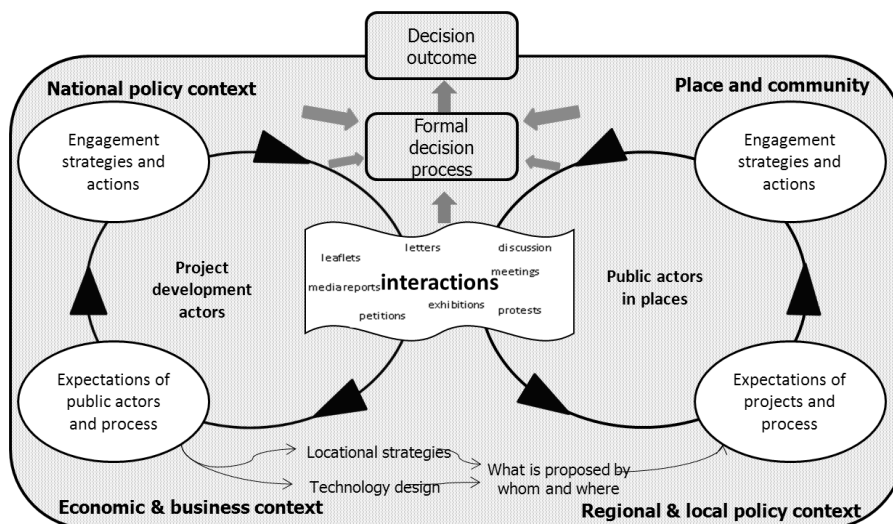 Decision
outcome
National policy context
Place and community
Formal
decision
process
Engagement
strategies and
actions
Engagement
strategies and
actions
Project
development
actors
leaflets
letters
discussion
mediareports
interactions
meetings
petitions
exhibitions
protests
Public actors
in places
Expectations of
public actors
and process
Expectations of
projects and
process
Locational strategies
Technology design
What is proposed by
whom and where
Economic & business context
Regional & local policy context